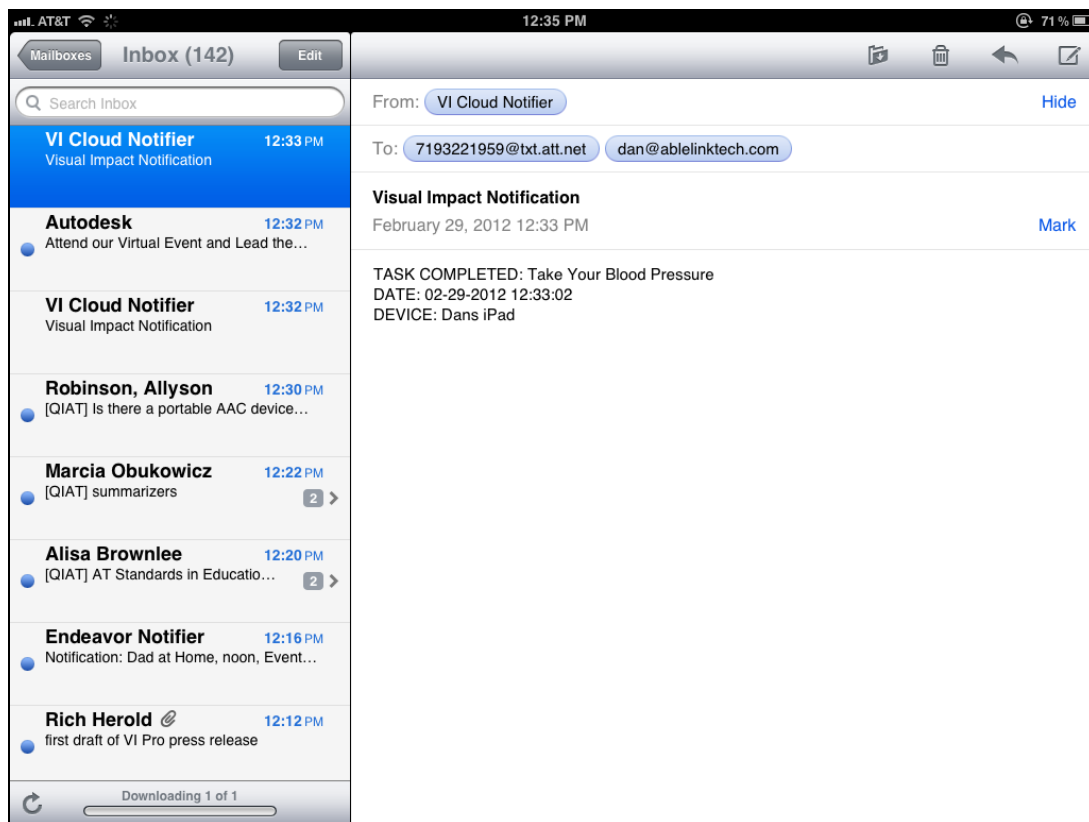 AT&T 12:35 PM 71%
Mailboxes Inbox (142) Edit
Search Inbox
VI Cloud Notifier 12:33 PM
Visual Impact Notification
Autodesk 12:32 PM
Attend our Virtual Event and Lead the...
VI Cloud Notifier 12:32 PM
Visual Impact Notification
Robinson, Allyson 12:30 PM
[QIAT] Is there a portable AAC device...
Marcia Obukowicz 12:22 PM
[QIAT] summarizers 2
Alisa Brownlee 12:20 PM
[QIAT] AT Standards in Educatio... 2
Endeavor Notifier 12:16 PM
Notification: Dad at Home, noon, Event...
Rich Herold 12:12 PM
first draft of VI Pro press release
Downloading 1 of 1
From: VI Cloud Notifier Hide
To: 7193221959@txt.att.net dan@ablelinktech.com
Visual Impact Notification
February 29, 2012 12:33 PM Mark
TASK COMPLETED: Take Your Blood Pressure
DATE: 02-29-2012 12:33:02
DEVICE: Dans iPad